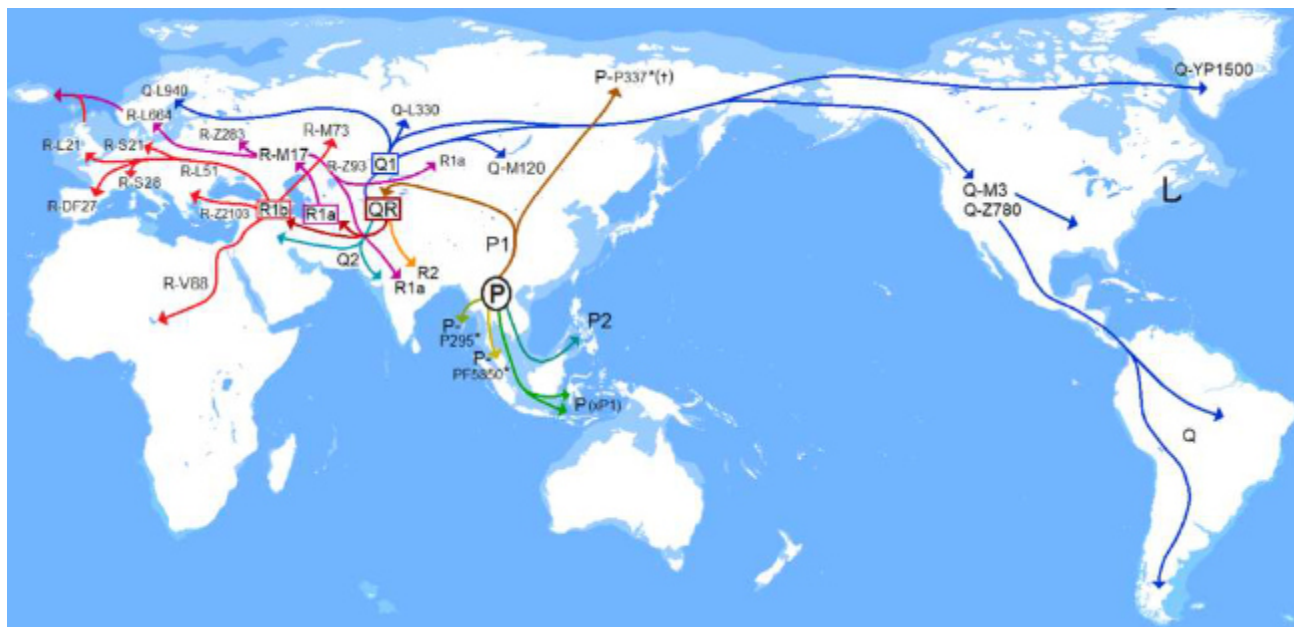 P-P337*(†)
Q-YP1500
Q-L940
R-L664
Q-L330
R-Z283
R-M73
R-L21
R-S21
R-M17
R-Z93
Q1
R1a
Q-M120
R-L51
R-S28
R-DF27
R-Z2103
R1b
R1a
QR
Q-M3
Q-Z780
P1
Q2
R2
R-V88
R1a
P
P-
P295*
P2
P-
PF5850*
P(xP1)
Q